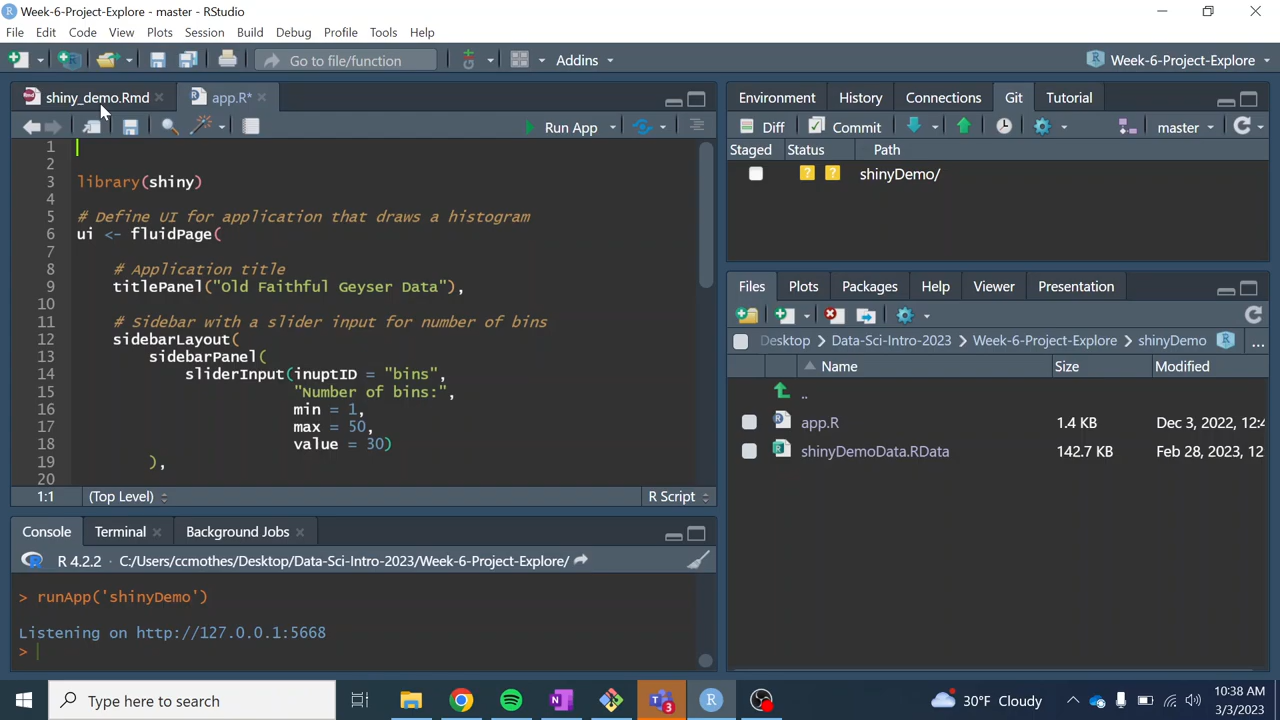 Week-6-Project-Explore - master - RStudio
File Edit Code View Plots Session Build Debug Profile Tools Help
Go to file/function Addins Week-6-Project-Explore
shiny_demo.Rmd app.R*
Run App
1
2
3 library(shiny)
4
5 # Define UI for application that draws a histogram
6 ui <- fluidPage(
7
8 # Application title
9 titlePanel("Old Faithful Geyser Data"),
10
11 # Sidebar with a slider input for number of bins
12 sidebarLayout(
13 sidebarPanel(
14 sliderInput(inuptID = "bins",
15 "Number of bins:",
16 min = 1,
17 max = 50,
18 value = 30)
19 ),
20
1:1 (Top Level) R Script
Console Terminal Background Jobs
R 4.2.2 · C:/Users/ccmothes/Desktop/Data-Sci-Intro-2023/Week-6-Project-Explore/
> runApp('shinyDemo')
Listening on http://127.0.0.1:5668
>
Environment History Connections Git Tutorial
Diff Commit master
Staged Status Path
? ? shinyDemo/
Files Plots Packages Help Viewer Presentation
Desktop Data-Sci-Intro-2023 Week-6-Project-Explore shinyDemo ...
Name Size Modified
..
app.R 1.4 KB Dec 3, 2022, 12:4
shinyDemoData.RData 142.7 KB Feb 28, 2023, 12
Type here to search 3 30°F Cloudy 10:38 AM
3/3/2023